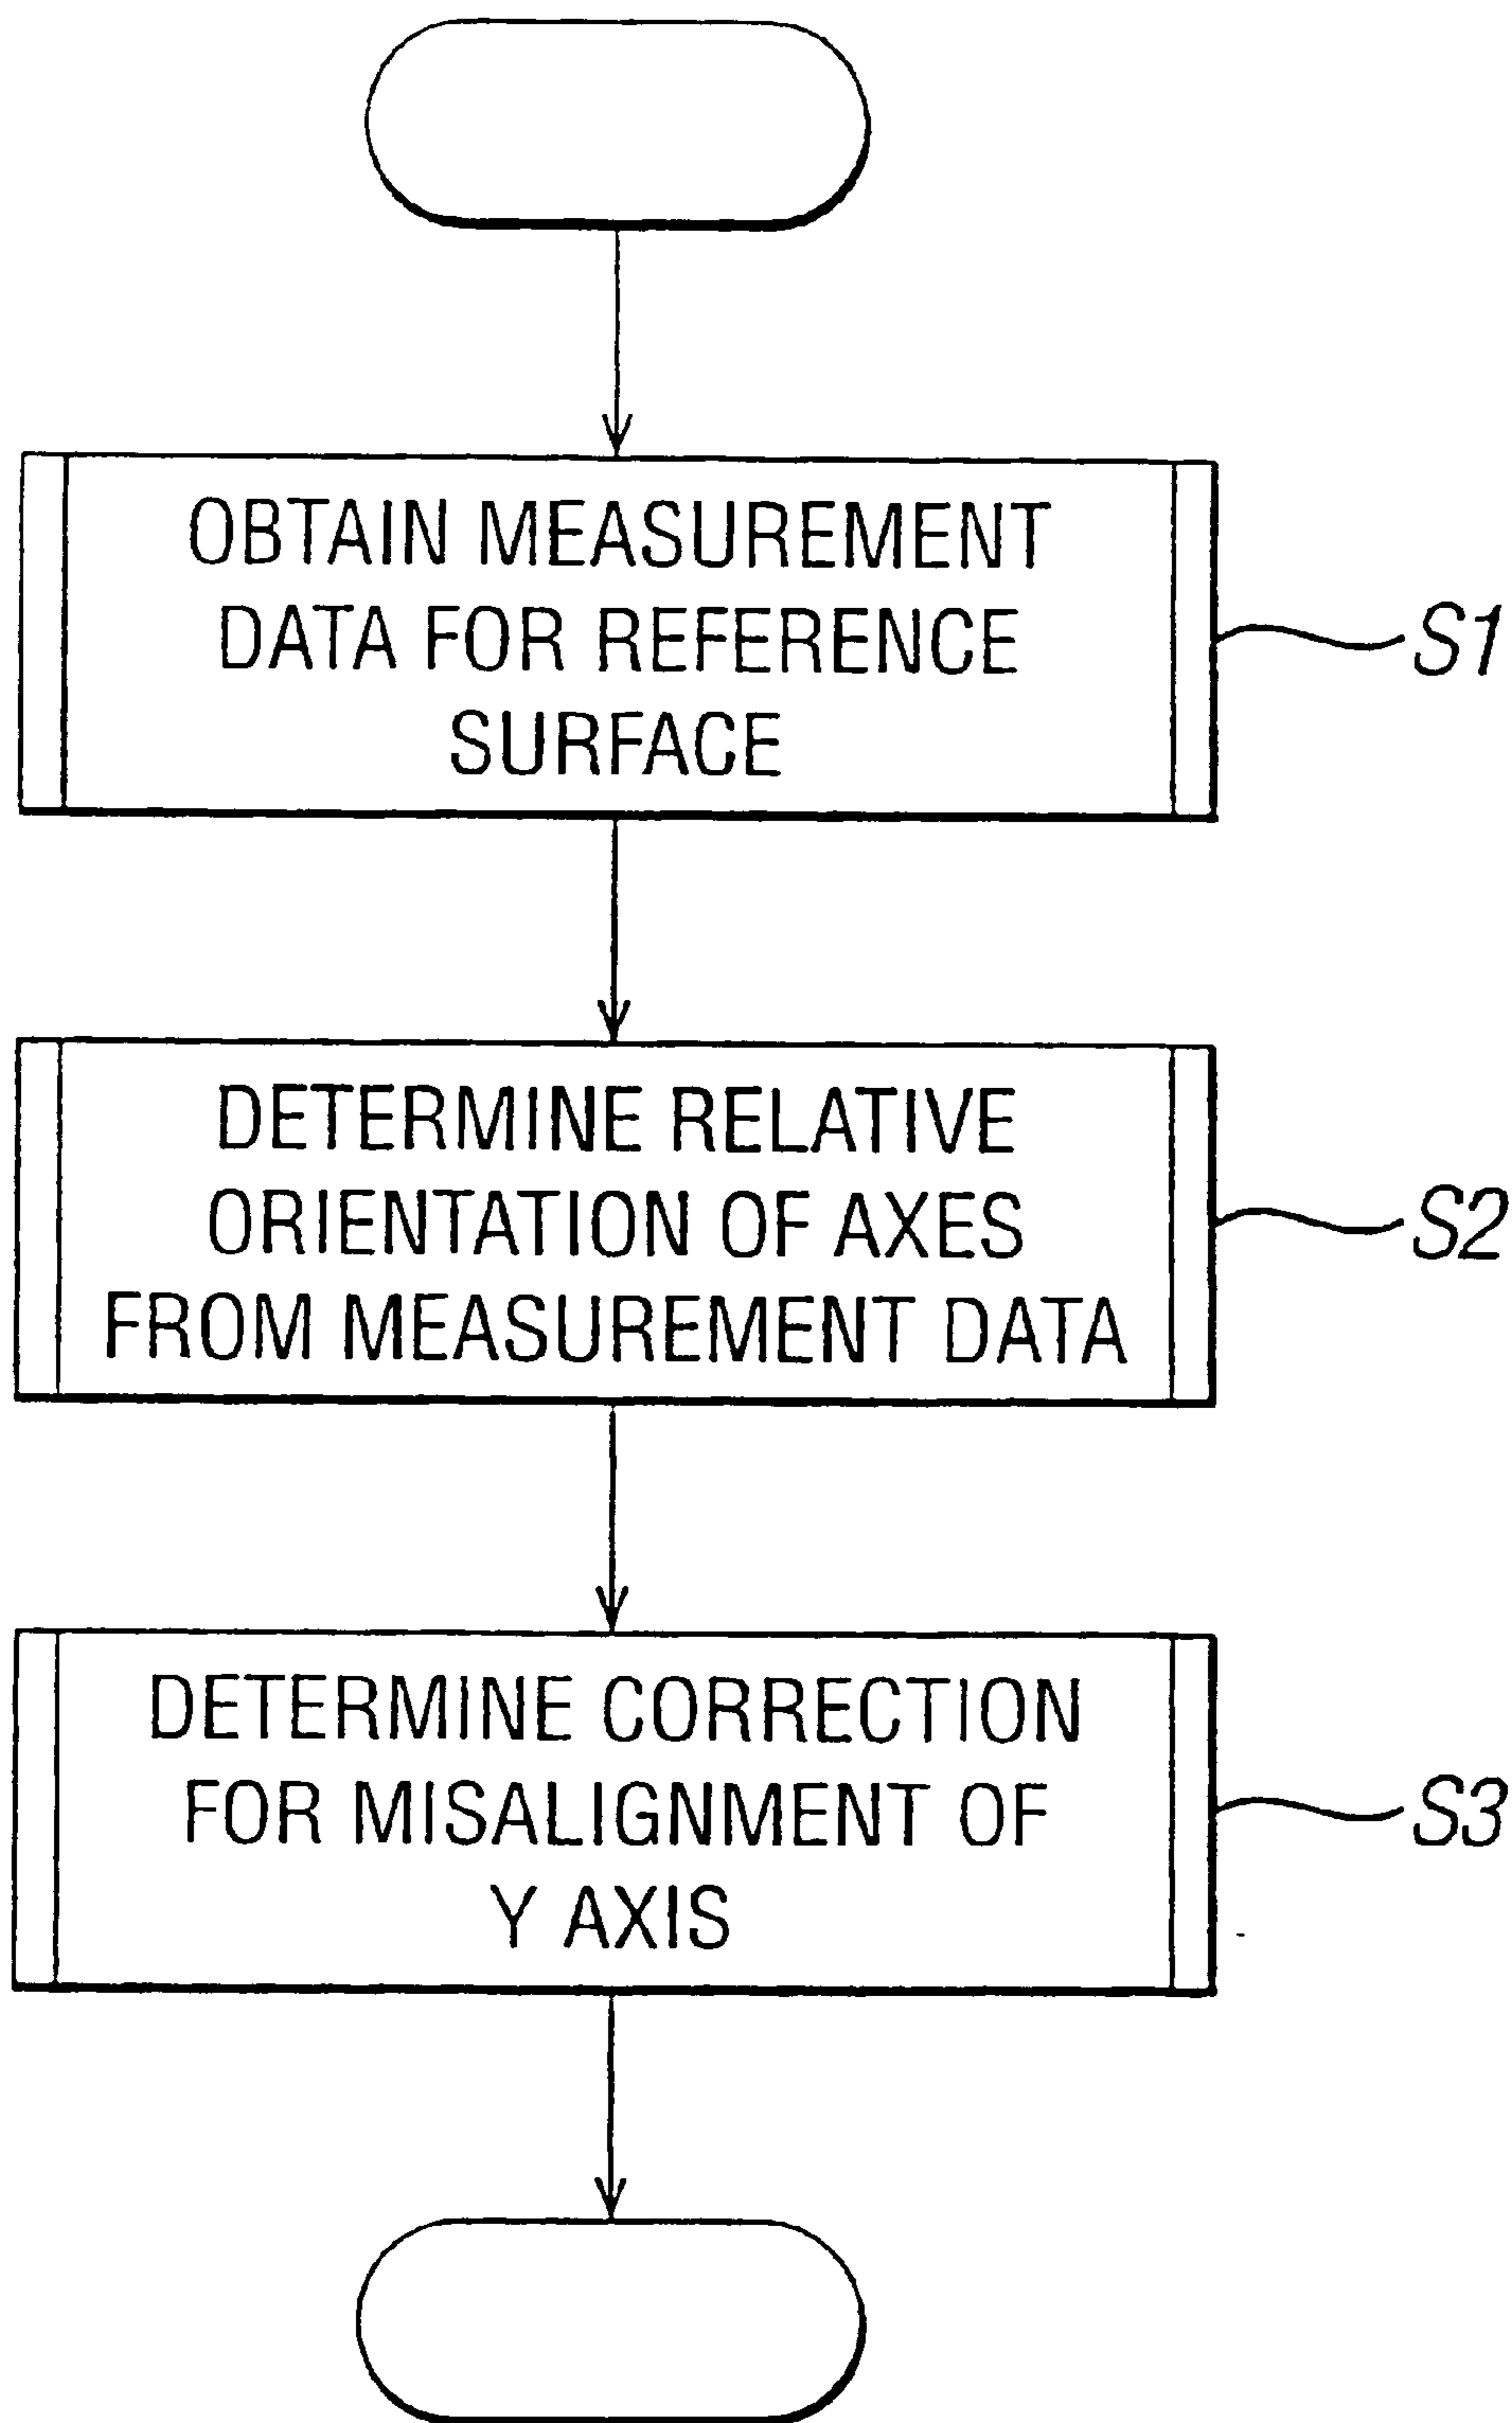 OBTAIN MEASUREMENT
DATA FOR REFERENCE
SURFACE
S1
DETERMINE RELATIVE
ORIENTATION OF AXES
FROM MEASUREMENT DATA
S2
DETERMINE CORRECTION
FOR MISALIGNMENT OF
Y AXIS
S3